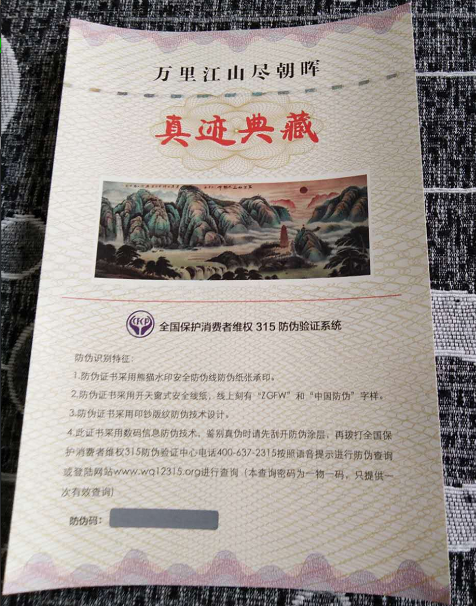 万里江山尽朝晖
真迹典藏
全国保护消费者维权 315 防伪验证系统
防伪识别特征：
1.防伪证书采用熊猫水印安全防伪线防伪纸张承印。
2.防伪证书采用开天窗式安全线纸，线上刻有“ZGFW”和“中国防伪”字样。
3.防伪证书采用印钞版纹防伪技术设计。
4.此证书采用数码信息防伪技术，鉴别真伪时请先刮开防伪涂层，再拨打全国保
护消费者维权315防伪验证中心电话400-637-2315按照语音提示进行防伪查询
或登陆网站www.wq12315.org进行查询（本查询密码为一物一码，只提供一
次有效查询）
防伪码：